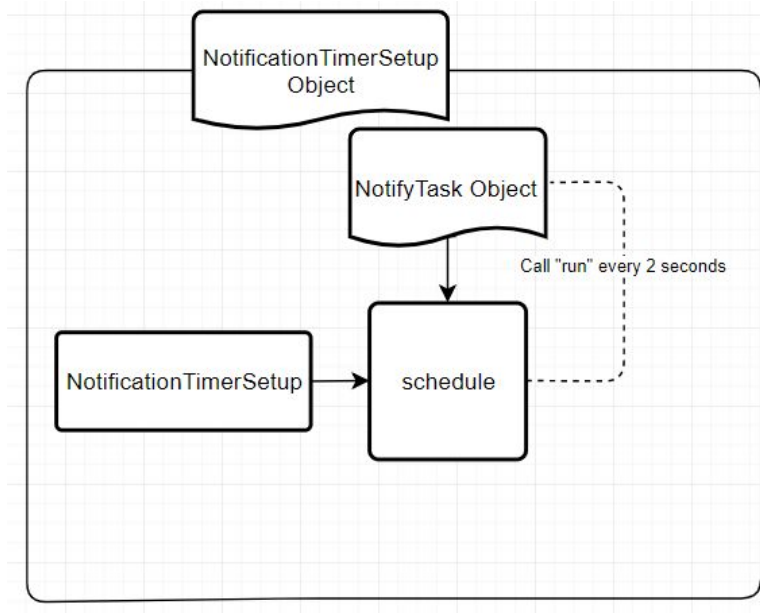 NotificationTimerSetup
Object
NotifyTask Object
Call "run" every 2 seconds
NotificationTimerSetup
schedule